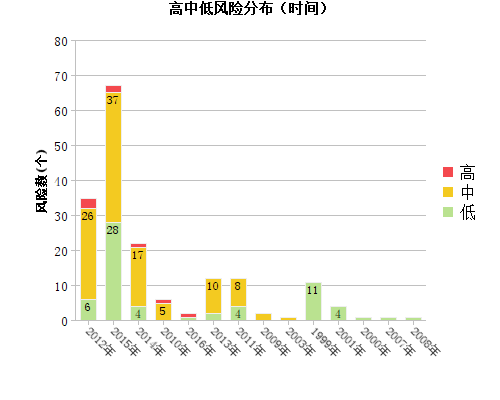 高中低风险分布（时间）
80
70
60
50
40
30
20
10
0
风险数(个)
26
6
37
28
17
4
5
10
8
4
11
4
2012年
2015年
2014年
2010年
2016年
2013年
2011年
2009年
2003年
1999年
2001年
2000年
2007年
2008年
高
中
低